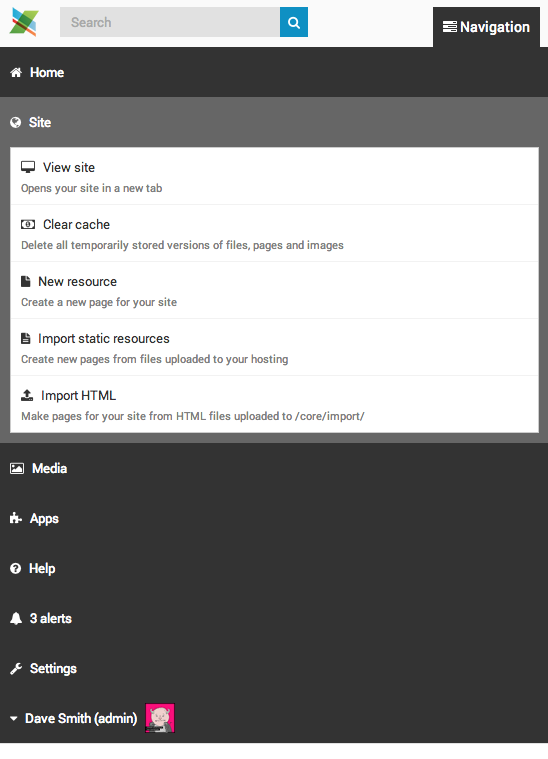 Search
Navigation
Home
Site
View site
Opens your site in a new tab
Clear cache
Delete all temporarily stored versions of files, pages and images
New resource
Create a new page for your site
Import static resources
Create new pages from files uploaded to your hosting
Import HTML
Make pages for your site from HTML files uploaded to /core/import/
Media
Apps
Help
3 alerts
Settings
Dave Smith (admin)